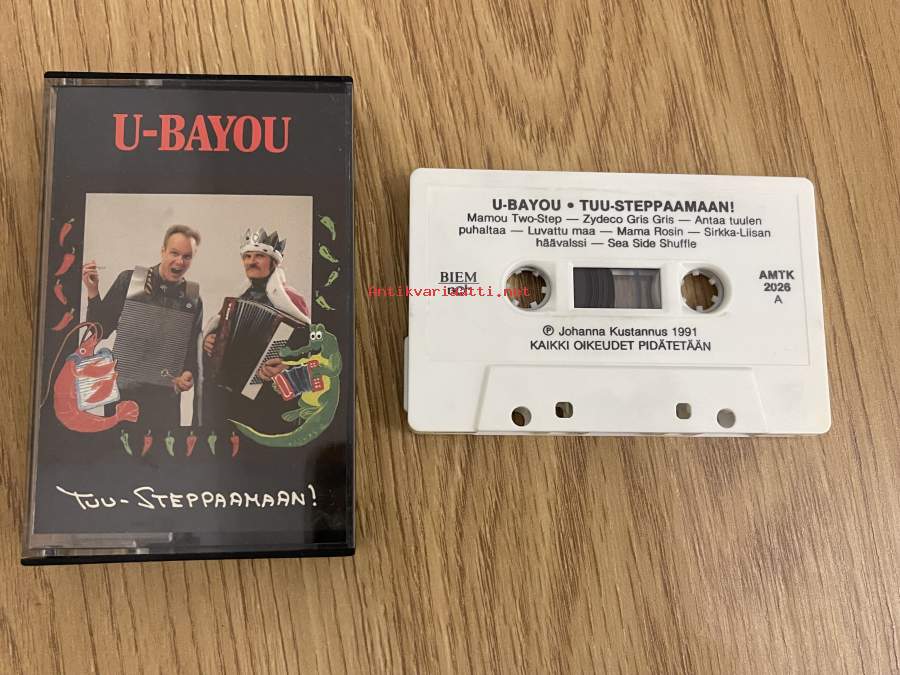 U-BAYOU
TUU-STEPPAAMAAN!
U-BAYOU • TUU-STEPPAAMAAN!
Mamou Two-Step — Zydeco Gris Gris — Antaa tuulen
puhaltaa — Luvattu maa — Mama Rosin — Sirkka-Liisan
häävalssi — Sea Side Shuffle
BIEM
ncb
AMTK
2026
A
Antikvariaatti.net
℗ Johanna Kustannus 1991
KAIKKI OIKEUDET PIDÄTETÄÄN